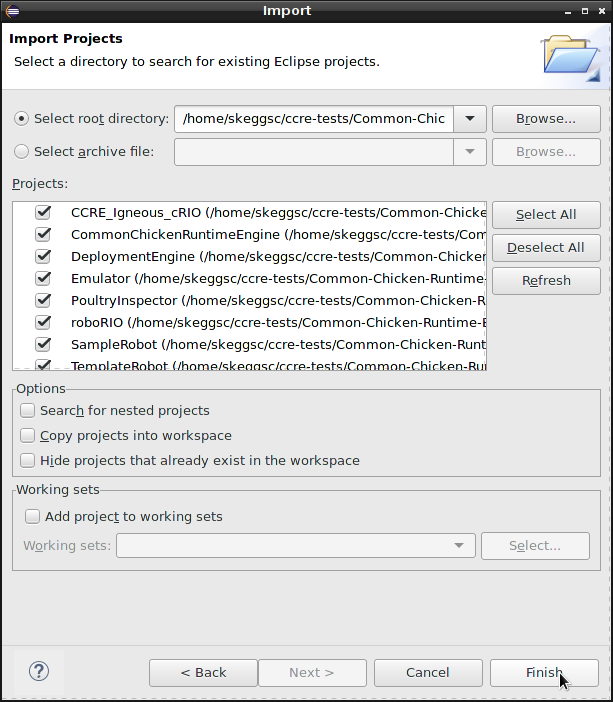 Import
Import Projects
Select a directory to search for existing Eclipse projects.
Select root directory: /home/skeggsc/ccre-tests/Common-Chic Browse...
Select archive file: Browse...
Projects:
CCRE_Igneous_cRIO (/home/skeggsc/ccre-tests/Common-Chicke
CommonChickenRuntimeEngine (/home/skeggsc/ccre-tests/Com
DeploymentEngine (/home/skeggsc/ccre-tests/Common-Chicken
Emulator (/home/skeggsc/ccre-tests/Common-Chicken-Runtime-
PoultryInspector (/home/skeggsc/ccre-tests/Common-Chicken-R
roboRIO (/home/skeggsc/ccre-tests/Common-Chicken-Runtime-E
SampleRobot (/home/skeggsc/ccre-tests/Common-Chicken-Runt
TemplateRobot (/home/skeggsc/ccre-tests/Common-Chicken-Ru
Select All
Deselect All
Refresh
Options
Search for nested projects
Copy projects into workspace
Hide projects that already exist in the workspace
Working sets
Add project to working sets
Working sets: Select...
? < Back Next > Cancel Finish